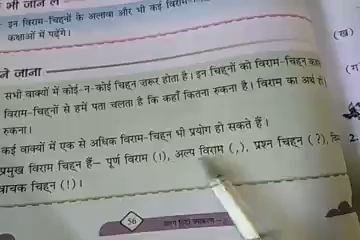 भी जान ल
इन विराम-चिह्नों के अलावा और भी कई विराम-
कक्षाओं में पढ़ेंगे।
(ख)
ने जाना
(ग
सभी वाक्यों में कोई-न-कोई चिह्न ज़रूर होता है। इन चिह्नों को विराम-चिह्न
विराम-चिह्नों से हमें पता चलता है कि कहाँ कितना रुकना है। विराम का अर्थ
रुकना।
कई वाक्यों में एक से अधिक विराम-चिह्न भी प्रयोग हो सकते हैं।
प्रमुख विराम चिह्न हैं– पूर्ण विराम (।), अल्प विराम (,), प्रश्न चिह्न (?),
2.
वाचक चिह्न (!)।
56